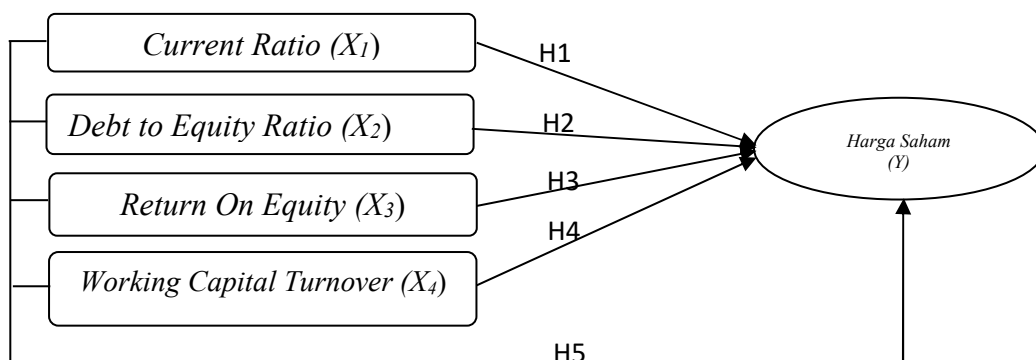 Current Ratio (X1)
H1
Debt to Equity Ratio (X2)
H2
Harga Saham
(Y)
Return On Equity (X3)
H3
Working Capital Turnover (X4)
H4
H5